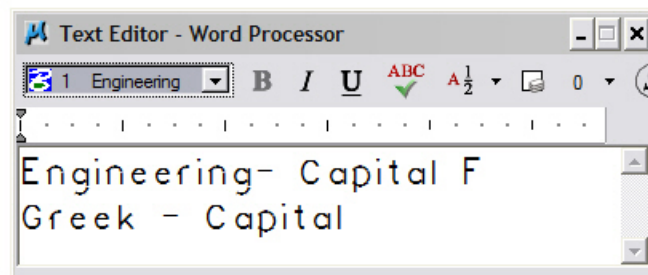 Text Editor - Word Processor
1 Engineering B I U ABC A 1/2 0
Engineering- Capital F
Greek - Capital